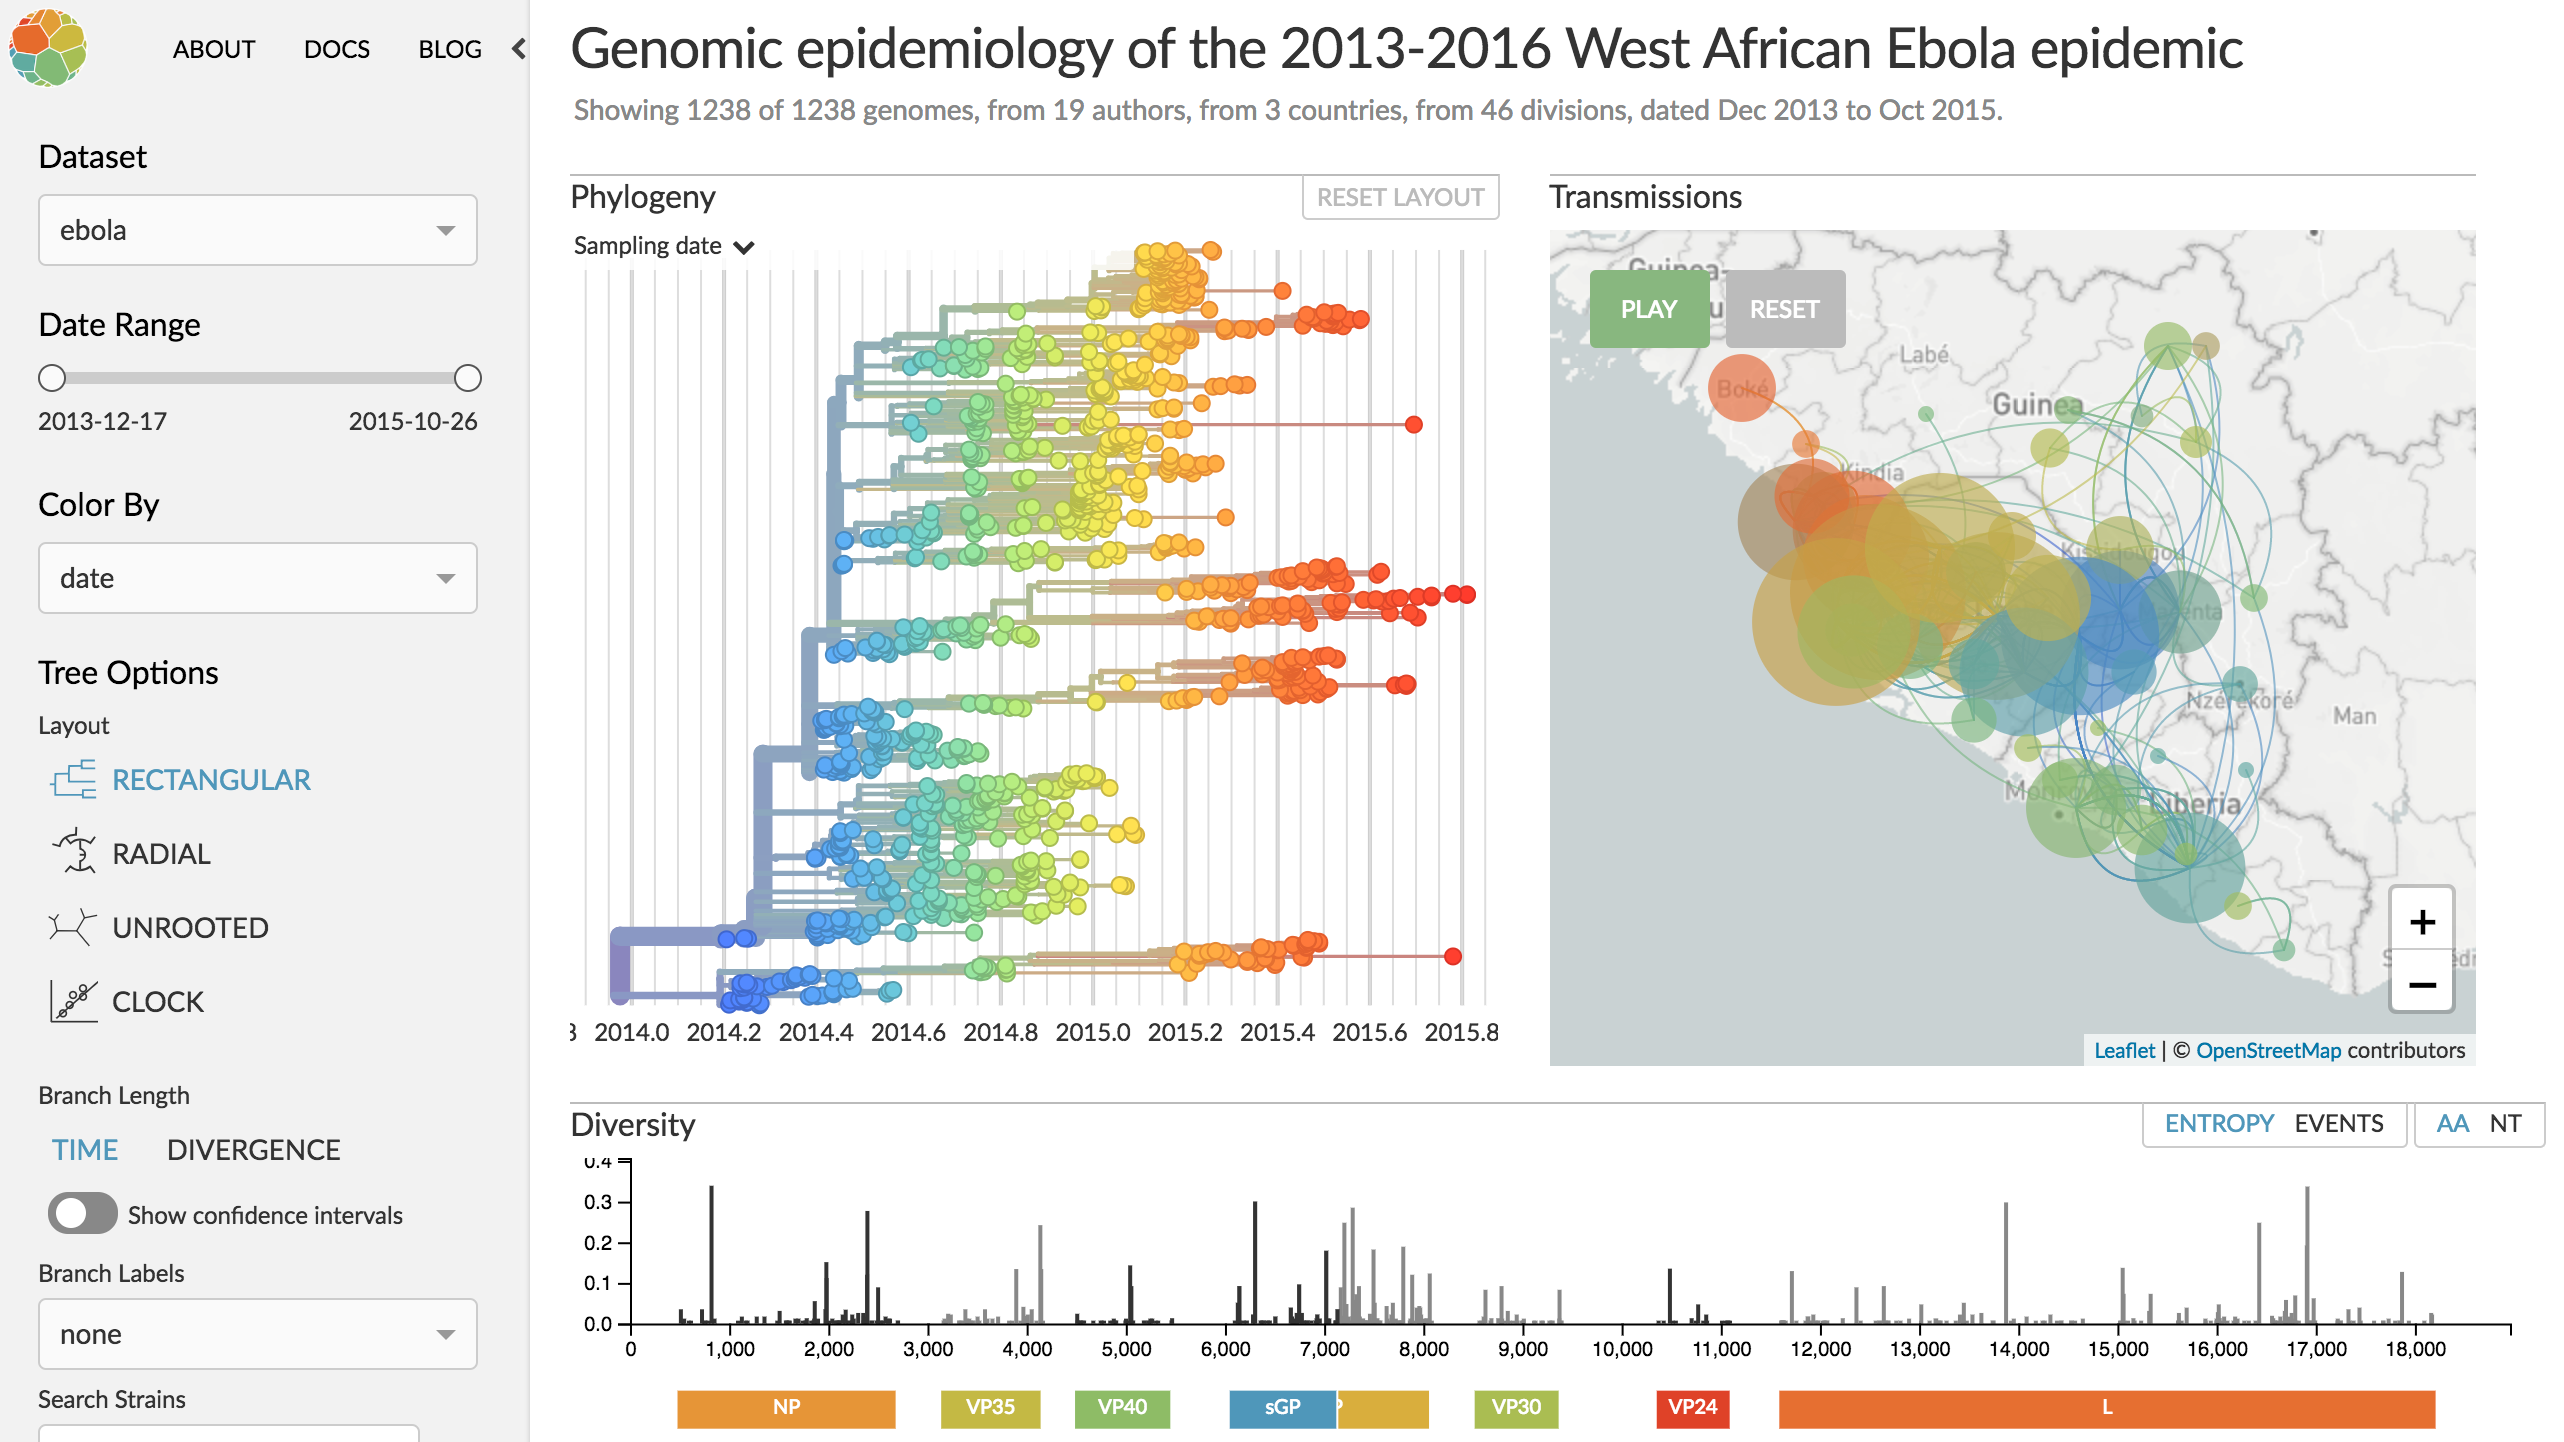 ABOUT DOCS BLOG
Dataset
ebola
Date Range
2013-12-17 2015-10-26
Color By
date
Tree Options
Layout
RECTANGULAR
RADIAL
UNROOTED
CLOCK
Branch Length
TIME DIVERGENCE
Show confidence intervals
Branch Labels
none
Search Strains
Genomic epidemiology of the 2013-2016 West African Ebola epidemic
Showing 1238 of 1238 genomes, from 19 authors, from 3 countries, from 46 divisions, dated Dec 2013 to Oct 2015.
Phylogeny
RESET LAYOUT
Sampling date
3 2014.0 2014.2 2014.4 2014.6 2014.8 2015.0 2015.2 2015.4 2015.6 2015.8
Transmissions
PLAY RESET
Labé
Boké
Guinea
Kindia
Kissidougou
Nzérékoré
Man
Liberia
+
−
Leaflet | © OpenStreetMap contributors
Diversity
ENTROPY EVENTS
AA NT
0.4
0.3
0.2
0.1
0.0
0 1,000 2,000 3,000 4,000 5,000 6,000 7,000 8,000 9,000 10,000 11,000 12,000 13,000 14,000 15,000 16,000 17,000 18,000
NP VP35 VP40 sGP VP30 VP24 L